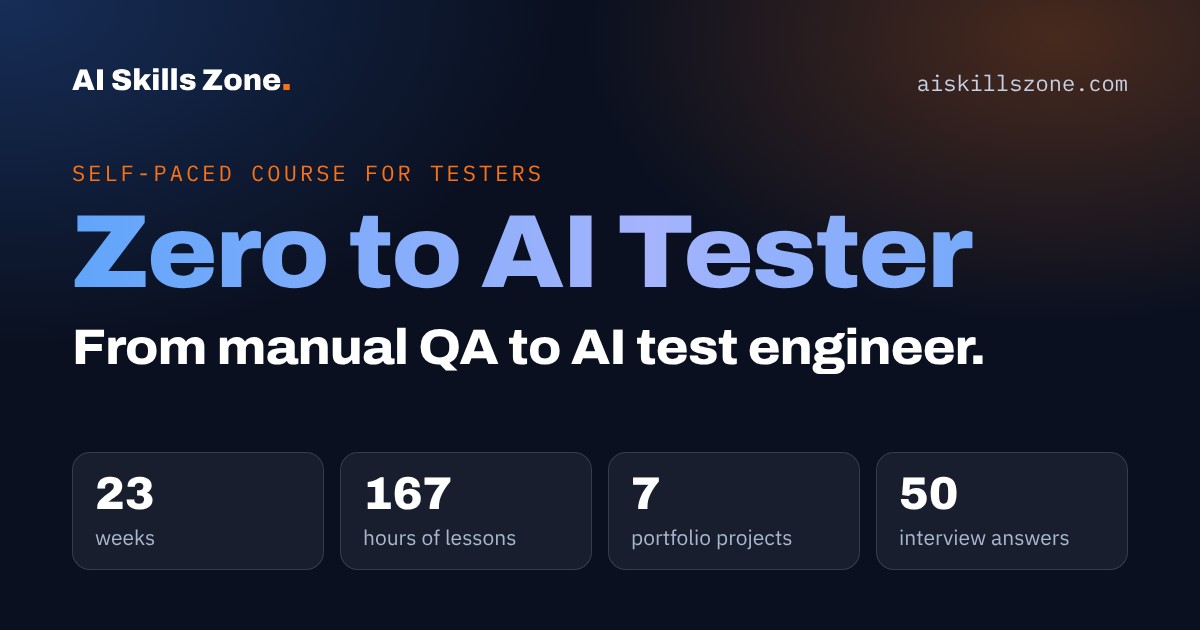 AI Skills Zone.
aiskillszone.com
SELF-PACED COURSE FOR TESTERS
Zero to AI Tester
From manual QA to AI test engineer.
23
weeks
167
hours of lessons
7
portfolio projects
50
interview answers